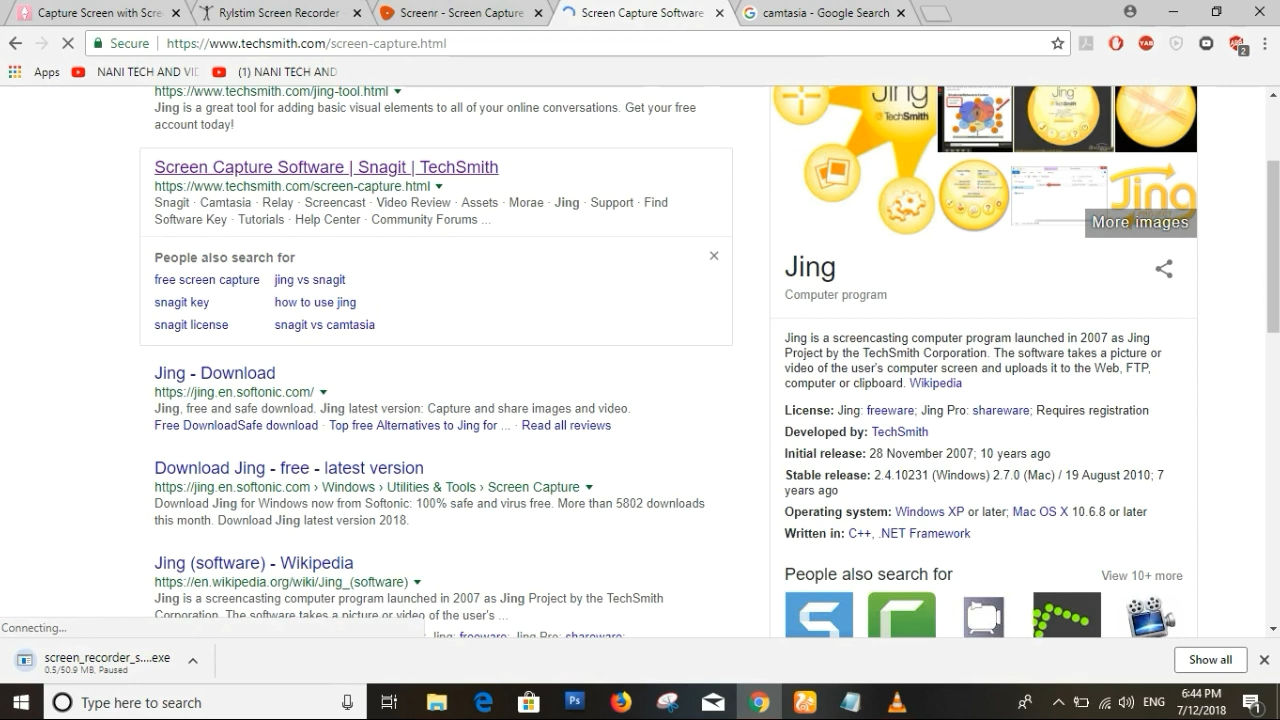 Capture Screen with Scre
Rylstim Screen Recorder
Screenr - Screen Capture
Screen Capture Software
camtasia - Google Search
Secure
https://www.techsmith.com/screen-capture.html
Apps
NANI TECH AND VID
(1) NANI TECH AND
https://www.techsmith.com/jing-tool.html
Jing is a great tool for adding basic visual elements to all of your online conversations. Get your free
account today!
Screen Capture Software | Snagit | TechSmith
https://www.techsmith.com/screen-capture.html
Snagit · Camtasia · Relay · Screencast · Video Review · Assets · Morae · Jing · Support · Find
Software Key · Tutorials · Help Center · Community Forums ...
People also search for
free screen capture
jing vs snagit
snagit key
how to use jing
snagit license
snagit vs camtasia
Jing - Download
https://jing.en.softonic.com/
Jing, free and safe download. Jing latest version: Capture and share images and video.
Free DownloadSafe download · Top free Alternatives to Jing for ... · Read all reviews
Download Jing - free - latest version
https://jing.en.softonic.com › Windows › Utilities & Tools › Screen Capture
Download Jing for Windows now from Softonic: 100% safe and virus free. More than 5802 downloads
this month. Download Jing latest version 2018.
Jing (software) - Wikipedia
https://en.wikipedia.org/wiki/Jing_(software)
Jing is a screencasting computer program launched in 2007 as Jing Project by the TechSmith
Corporation. The software takes a picture or video of the user's ...
Jing: freeware; Jing Pro: shareware;
Connecting...
Jing
TechSmith
Jing
Jing
More images
Jing
Computer program
Jing is a screencasting computer program launched in 2007 as Jing
Project by the TechSmith Corporation. The software takes a picture or
video of the user's computer screen and uploads it to the Web, FTP,
computer or clipboard. Wikipedia
License: Jing: freeware; Jing Pro: shareware; Requires registration
Developed by: TechSmith
Initial release: 28 November 2007; 10 years ago
Stable release: 2.4.10231 (Windows) 2.7.0 (Mac) / 19 August 2010; 7
years ago
Operating system: Windows XP or later; Mac OS X 10.6.8 or later
Written in: C++, .NET Framework
People also search for
View 10+ more
screen_recorder_s....exe
0.5/50.9 MB, Paused
Show all
Type here to search
Ps
ENG
6:44 PM
7/12/2018